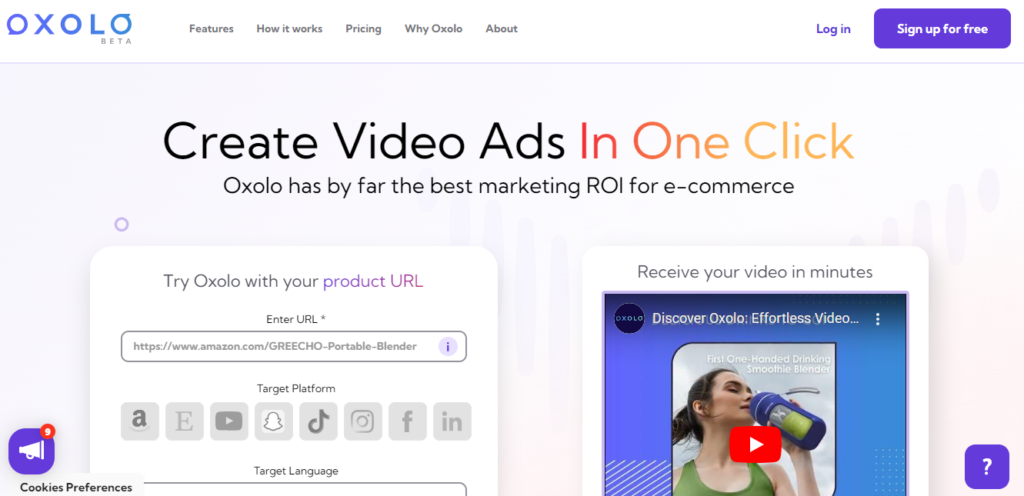 OXOLO
BETA
Features How it works Pricing Why Oxolo About
Log in
Sign up for free
Create Video Ads In One Click
Oxolo has by far the best marketing ROI for e-commerce
Try Oxolo with your product URL
Enter URL *
https://www.amazon.com/GREECHO-Portable-Blender
i
Target Platform
Target Language
Receive your video in minutes
OXOLO
Discover Oxolo: Effortless Video...
First One-Handed Drinking
Smoothie Blender
9
Cookies Preferences
?